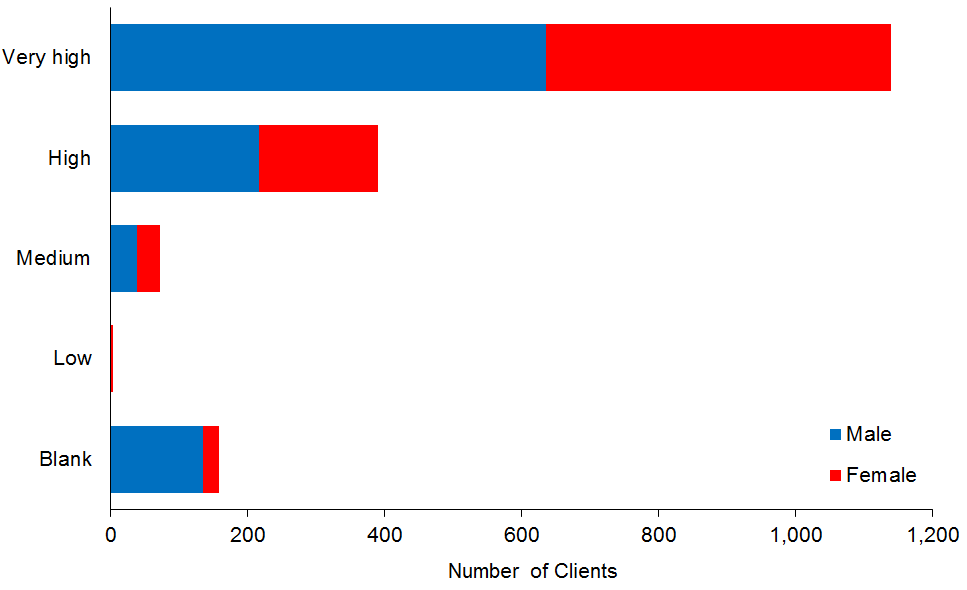 Very high
High
Medium
Low
Blank
Male
Female
0 200 400 600 800 1,000 1,200
Number of Clients